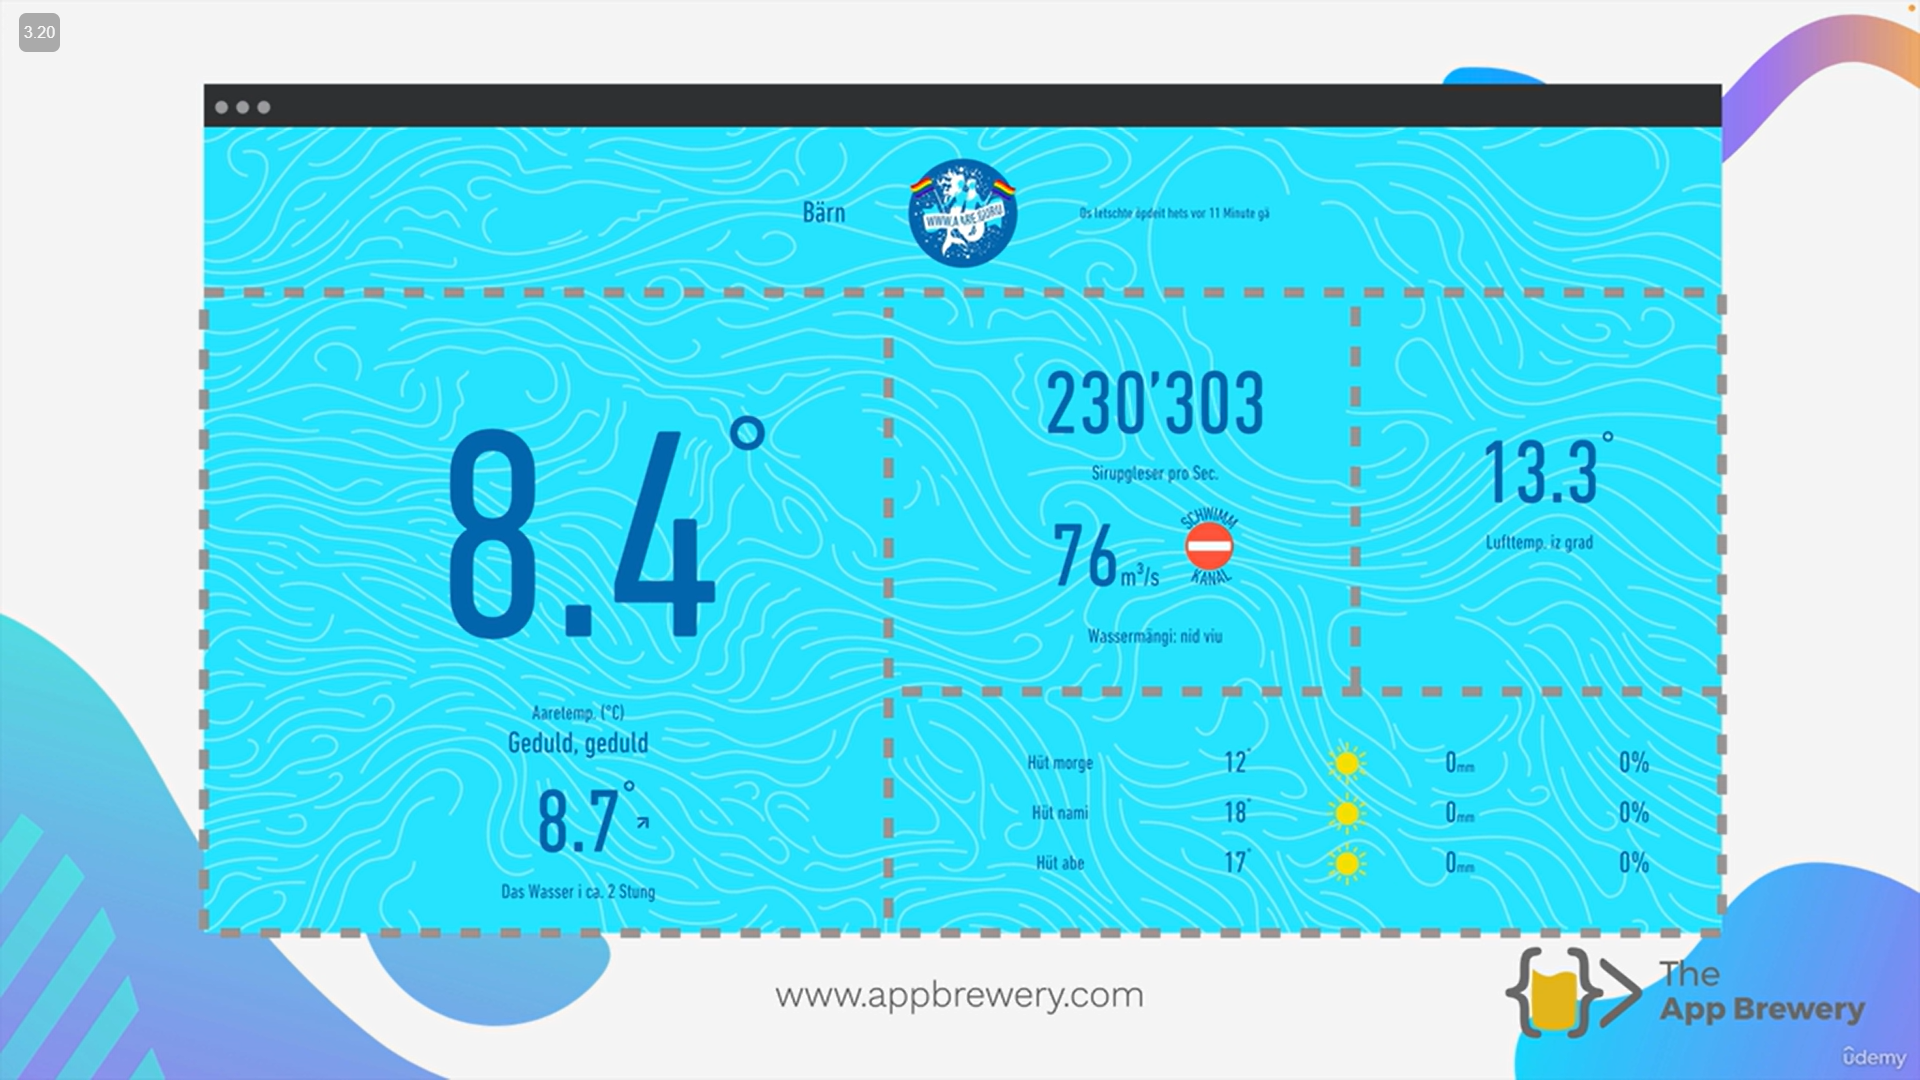 3.20
Bärn
WWW.AARE.GURU
Os letschte öpdeit hets vor 11 Minute gä
8.4°
Aaretemp. (°C)
Geduld, geduld
8.7°
Das Wasser i ca. 2 Stung
230’303
Sirupgleser pro Sec.
76 m³/s
SCHWIMM
KANAL
Wassermängi: nid viu
13.3°
Lufttemp. iz grad
Hüt morge 12° 0mm 0%
Hüt nami 18° 0mm 0%
Hüt abe 17° 0mm 0%
www.appbrewery.com
The
App Brewery
ûdemy